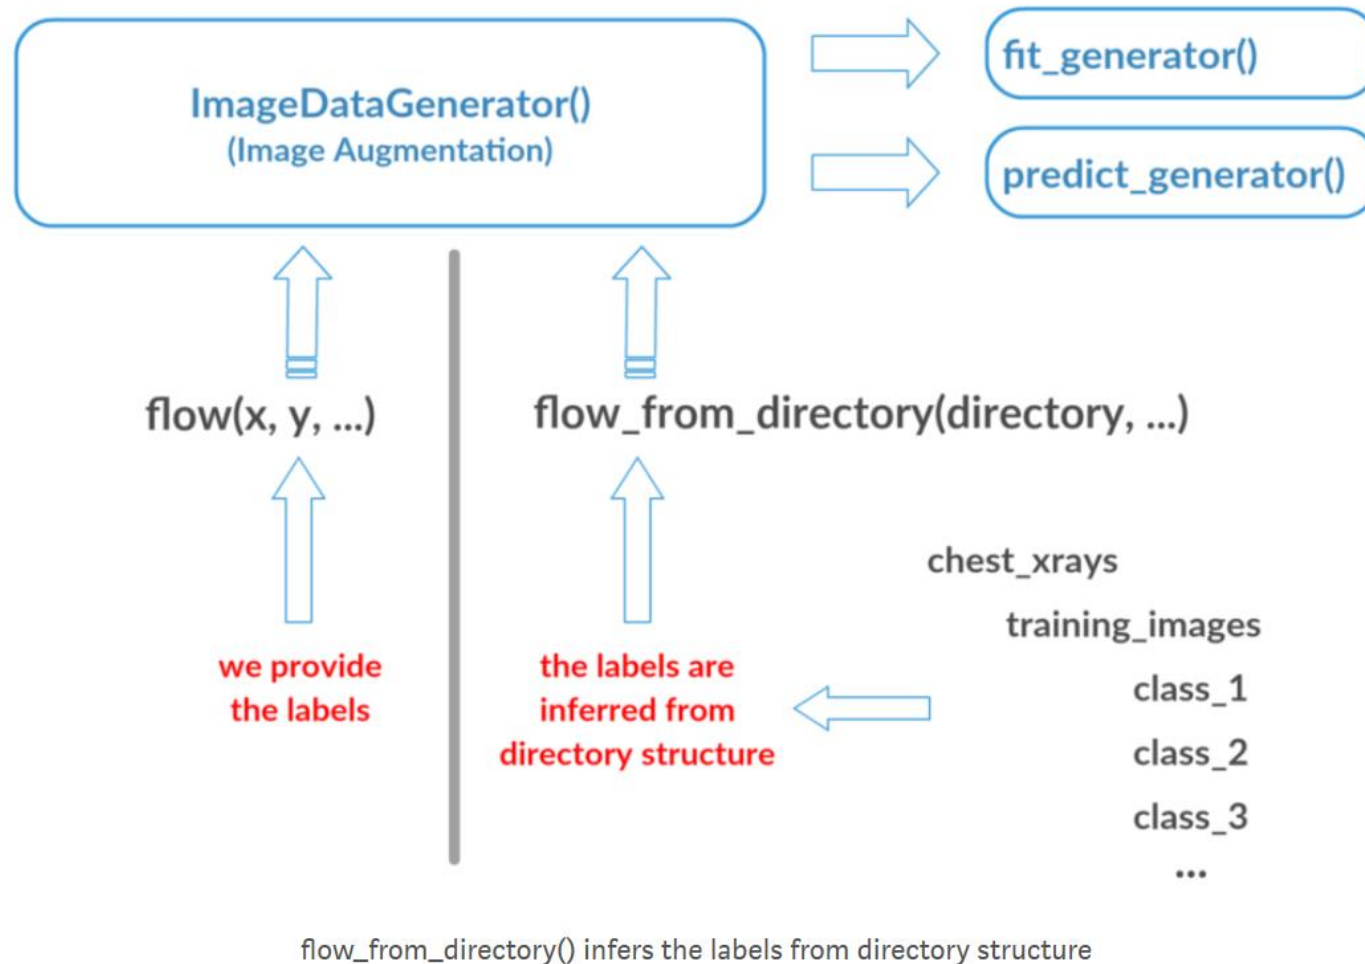 ImageDataGenerator()
(Image Augmentation)
fit_generator()
predict_generator()
flow(x, y, ...)
flow_from_directory(directory, ...)
we provide
the labels
the labels are
inferred from
directory structure
chest_xrays
training_images
class_1
class_2
class_3
...
flow_from_directory() infers the labels from directory structure